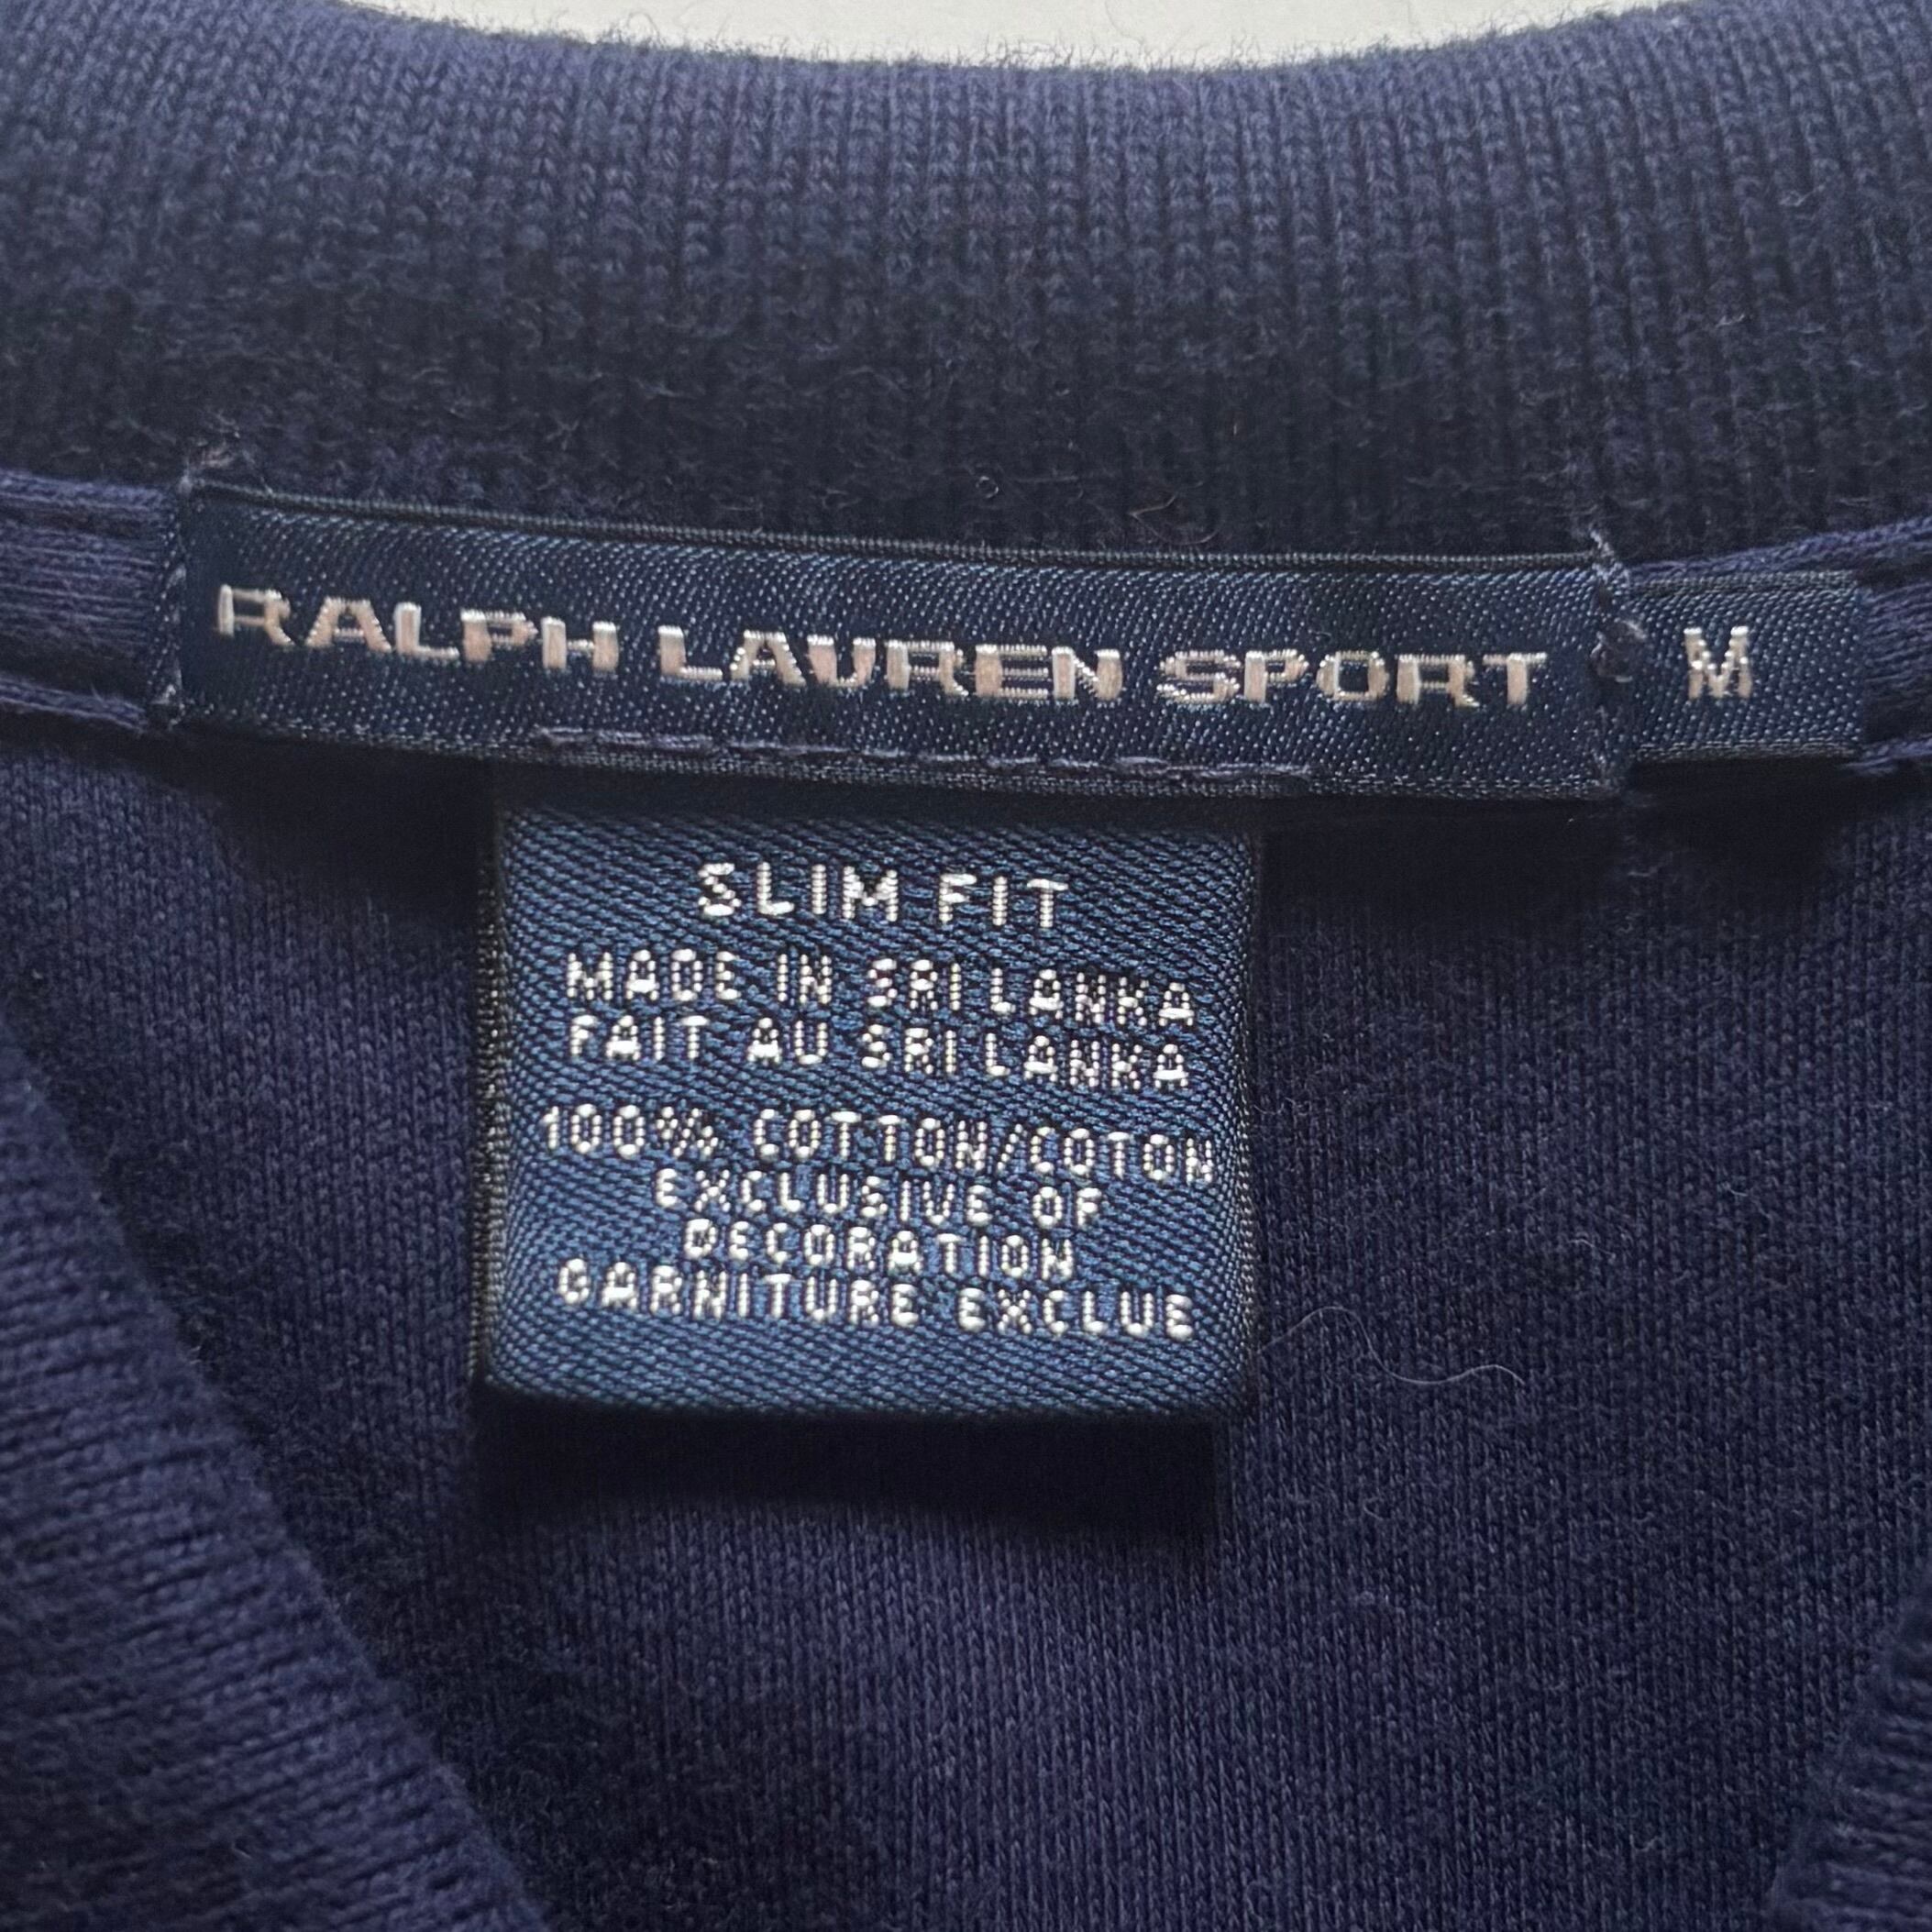 RALPH LAUREN SPORT M
SLIM FIT
MADE IN SRI LANKA
FAIT AU SRI LANKA
100% COTTON/COTON
EXCLUSIVE OF
DECORATION
GARNITURE EXCLUE